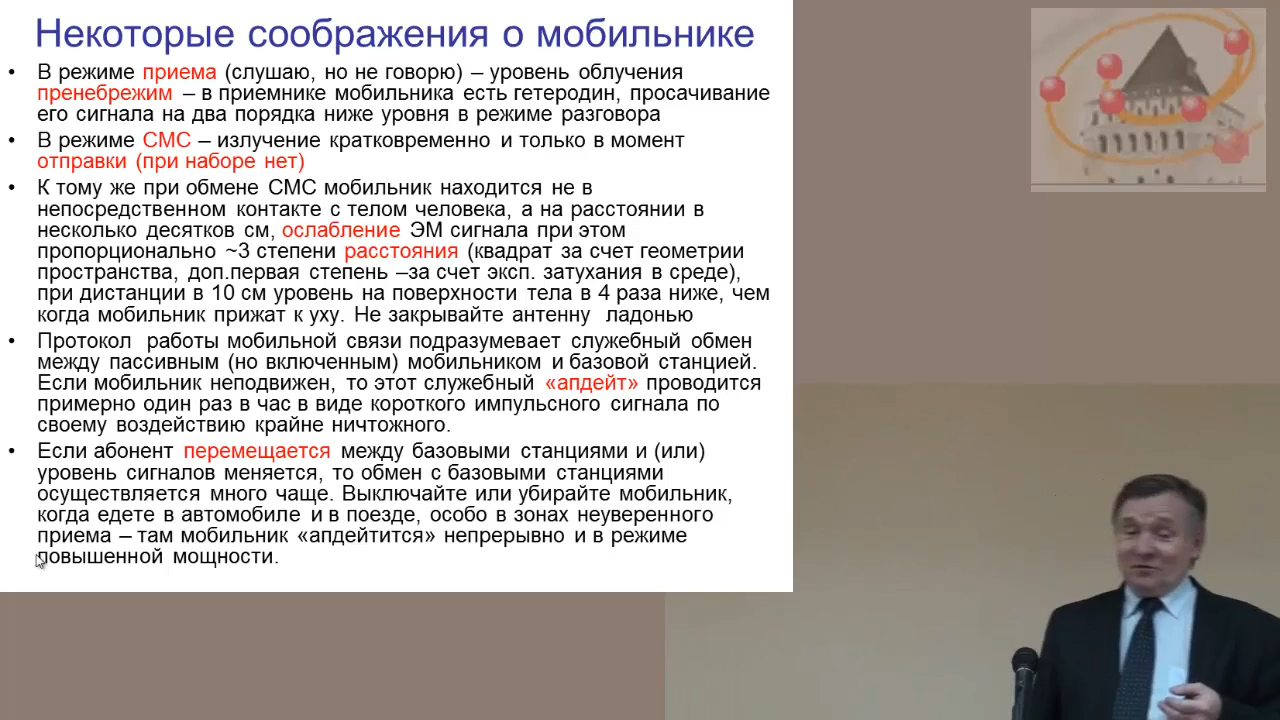 Некоторые соображения о мобильнике
• В режиме приема (слушаю, но не говорю) – уровень облучения
пренебрежим – в приемнике мобильника есть гетеродин, просачивание
его сигнала на два порядка ниже уровня в режиме разговора
• В режиме СМС – излучение кратковременно и только в момент
отправки (при наборе нет)
• К тому же при обмене СМС мобильник находится не в
непосредственном контакте с телом человека, а на расстоянии в
несколько десятков см, ослабление ЭМ сигнала при этом
пропорционально ~3 степени расстояния (квадрат за счет геометрии
пространства, доп.первая степень –за счет эксп. затухания в среде),
при дистанции в 10 см уровень на поверхности тела в 4 раза ниже, чем
когда мобильник прижат к уху. Не закрывайте антенну ладонью
• Протокол работы мобильной связи подразумевает служебный обмен
между пассивным (но включенным) мобильником и базовой станцией.
Если мобильник неподвижен, то этот служебный «апдейт» проводится
примерно один раз в час в виде короткого импульсного сигнала по
своему воздействию крайне ничтожного.
• Если абонент перемещается между базовыми станциями и (или)
уровень сигналов меняется, то обмен с базовыми станциями
осуществляется много чаще. Выключайте или убирайте мобильник,
когда едете в автомобиле и в поезде, особо в зонах неуверенного
приема – там мобильник «апдейтится» непрерывно и в режиме
повышенной мощности.